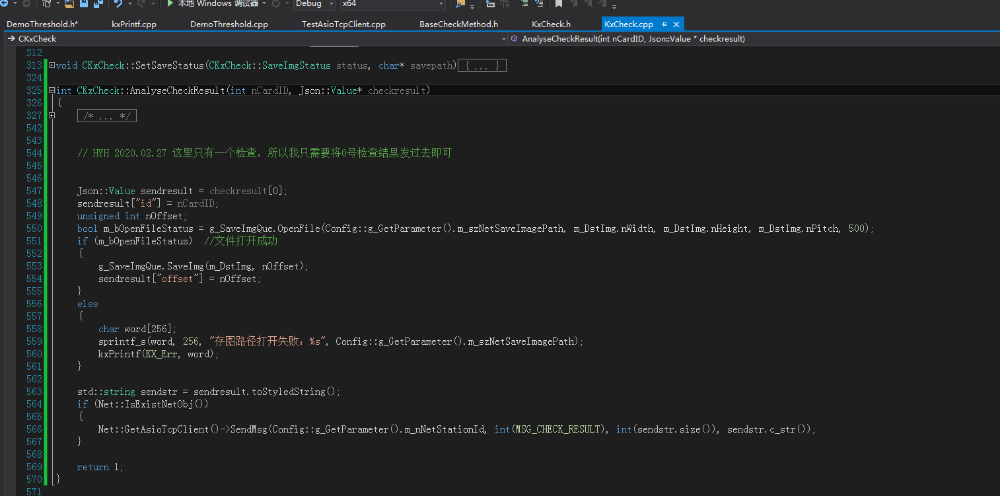 本地 Windows 调试器 Debug x64
DemoThreshold.h* kxPrintf.cpp DemoThreshold.cpp TestAsioTcpClient.cpp BaseCheckMethod.h KxCheck.h KxCheck.cpp
CKxCheck AnalyseCheckResult(int nCardID, Json::Value * checkresult)
312
313 void CKxCheck::SetSaveStatus(CKxCheck::SaveImgStatus status, char* savepath){ ... }
324
325 int CKxCheck::AnalyseCheckResult(int nCardID, Json::Value* checkresult)
326 {
327 /* ... */
542
543
544 // HYH 2020.02.27 这里只有一个检查，所以我只需要将0号检查结果发过去即可
545
546
547 Json::Value sendresult = checkresult[0];
548 sendresult["id"] = nCardID;
549 unsigned int nOffset;
550 bool m_bOpenFileStatus = g_SaveImgQue.OpenFile(Config::g_GetParameter().m_szNetSaveImagePath, m_DstImg.nWidth, m_DstImg.nHeight, m_DstImg.nPitch, 500);
551 if (m_bOpenFileStatus) //文件打开成功
552 {
553 g_SaveImgQue.SaveImg(m_DstImg, nOffset);
554 sendresult["offset"] = nOffset;
555 }
556 else
557 {
558 char word[256];
559 sprintf_s(word, 256, "存图路径打开失败：%s", Config::g_GetParameter().m_szNetSaveImagePath);
560 kxPrintf(KX_Err, word);
561 }
562
563 std::string sendstr = sendresult.toStyledString();
564 if (Net::IsExistNetObj())
565 {
566 Net::GetAsioTcpClient()->SendMsg(Config::g_GetParameter().m_nNetStationId, int(MSG_CHECK_RESULT), int(sendstr.size()), sendstr.c_str());
567 }
568
569 return 1;
570 }
571